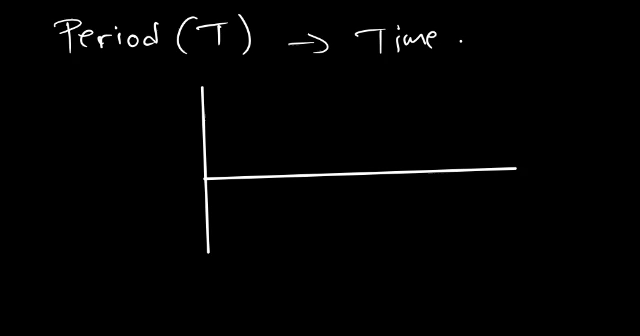 Period (T) → Time.